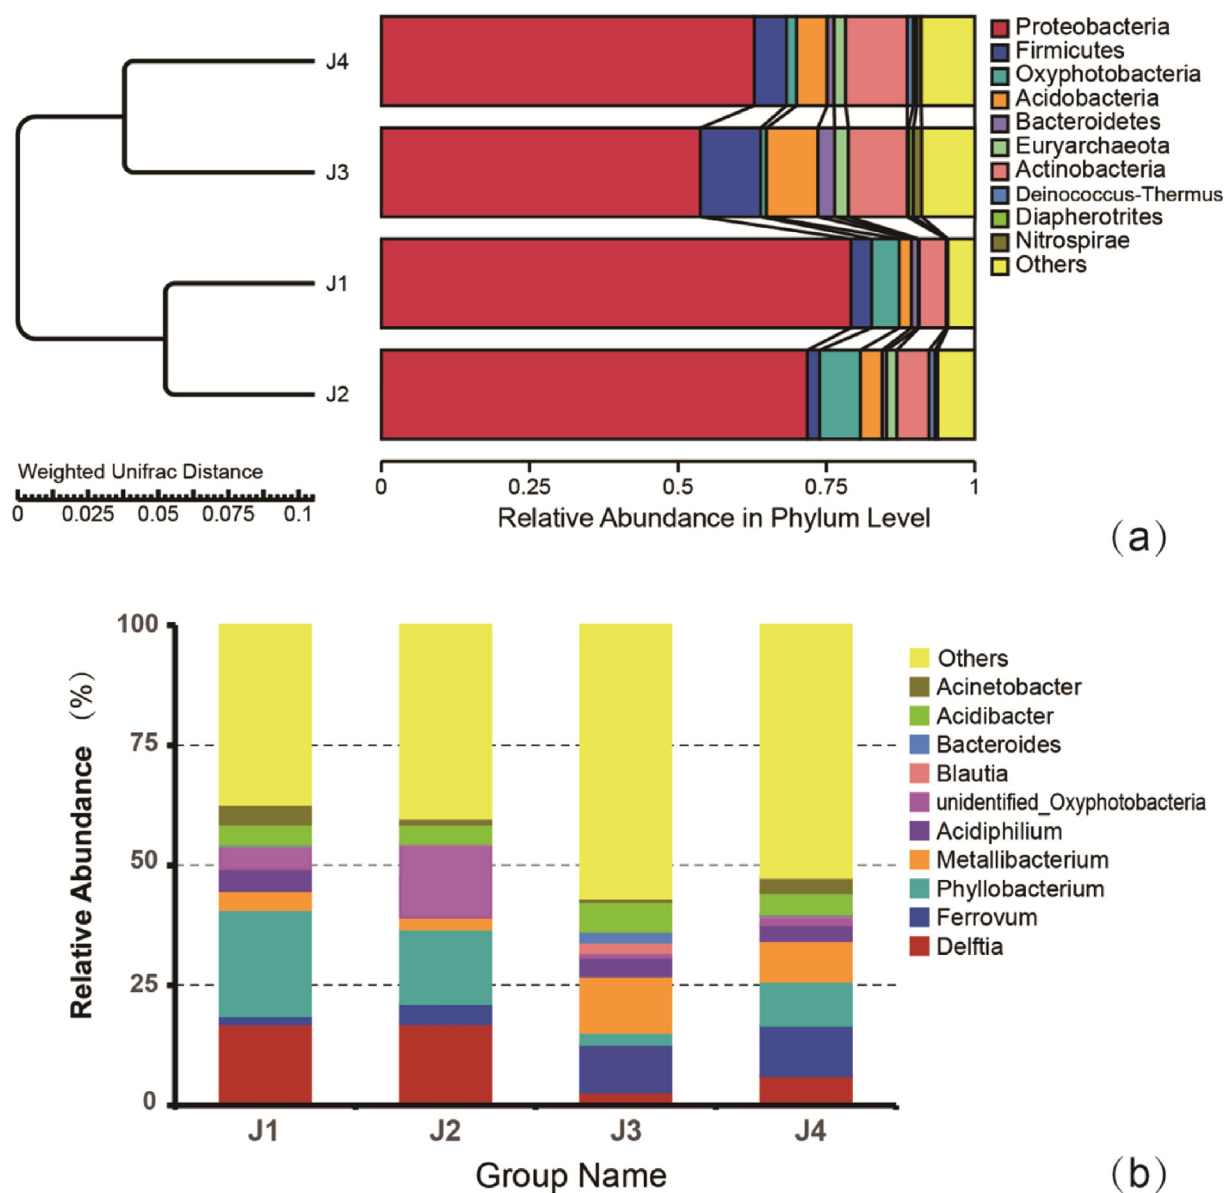 J4
J3
J1
J2
Proteobacteria
Firmicutes
Oxyphotobacteria
Acidobacteria
Bacteroidetes
Euryarchaeota
Actinobacteria
Deinococcus-Thermus
Diapherotrites
Nitrospirae
Others
Weighted Unifrac Distance
0 0.025 0.05 0.075 0.1
0 0.25 0.5 0.75 1
Relative Abundance in Phylum Level
(a)
Relative Abundance (%)
100
75
50
25
0
J1 J2 J3 J4
Group Name
Others
Acinetobacter
Acidibacter
Bacteroides
Blautia
unidentified_Oxyphotobacteria
Acidiphilium
Metallibacterium
Phyllobacterium
Ferrovum
Delftia
(b)